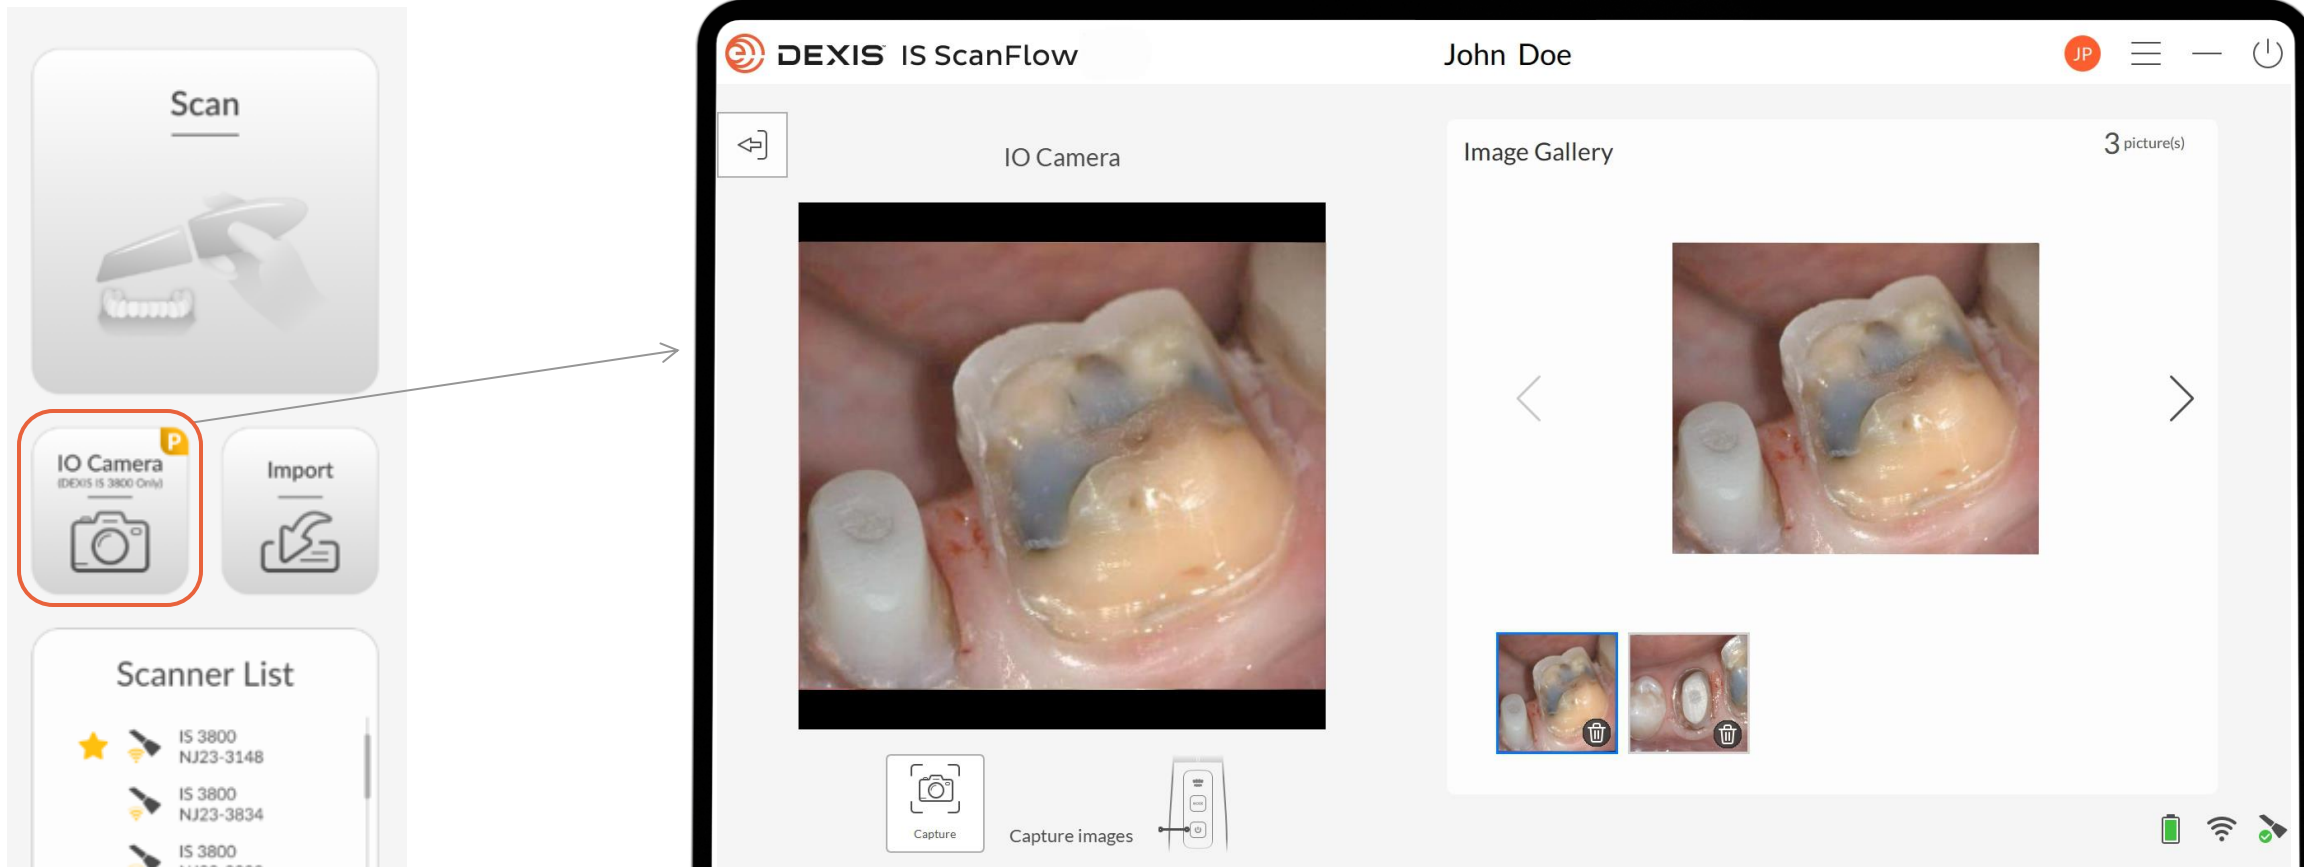 Scan
P
IO Camera
(DEXIS IS 3800 Only)
Import
Scanner List
IS 3800
NJ23-3148
IS 3800
NJ23-3834
IS 3800
DEXIS™ IS ScanFlow
John Doe
JP
IO Camera
Image Gallery
3 picture(s)
Capture
Capture images